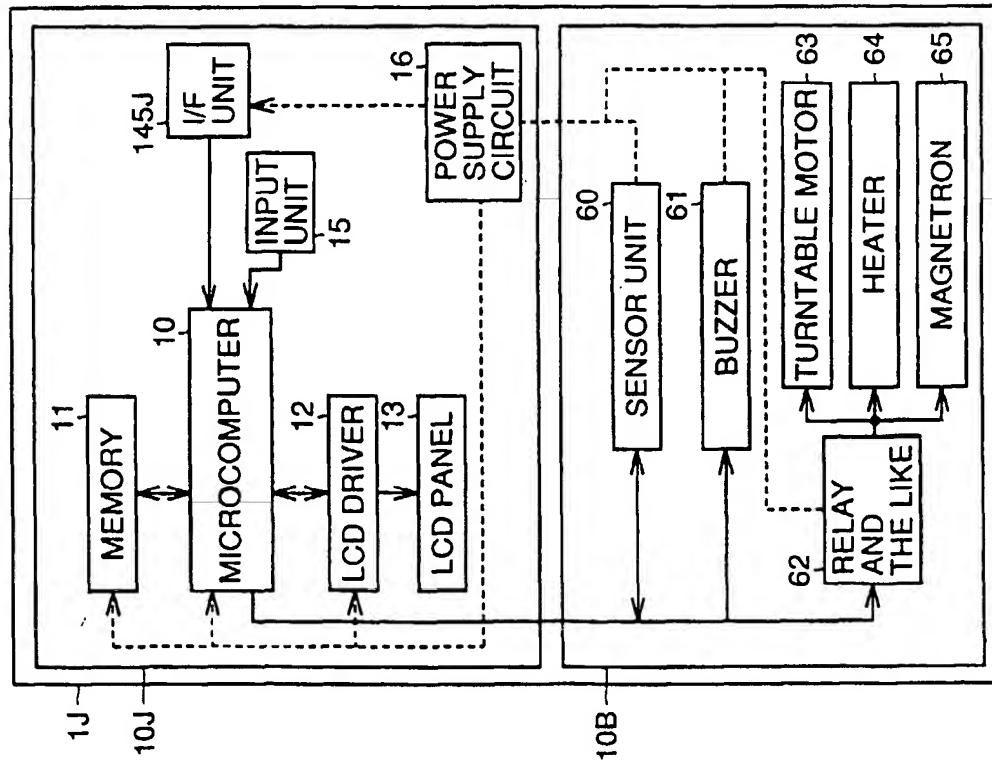 1J
10J
11
MEMORY
10
MICROCOMPUTER
145J
I/F
UNIT
INPUT
UNIT
15
12
LCD DRIVER
13
LCD PANEL
16
POWER
SUPPLY
CIRCUIT
10B
60
SENSOR UNIT
61
BUZZER
62
RELAY
AND
THE LIKE
TURNTABLE MOTOR
63
HEATER
64
MAGNETRON
65